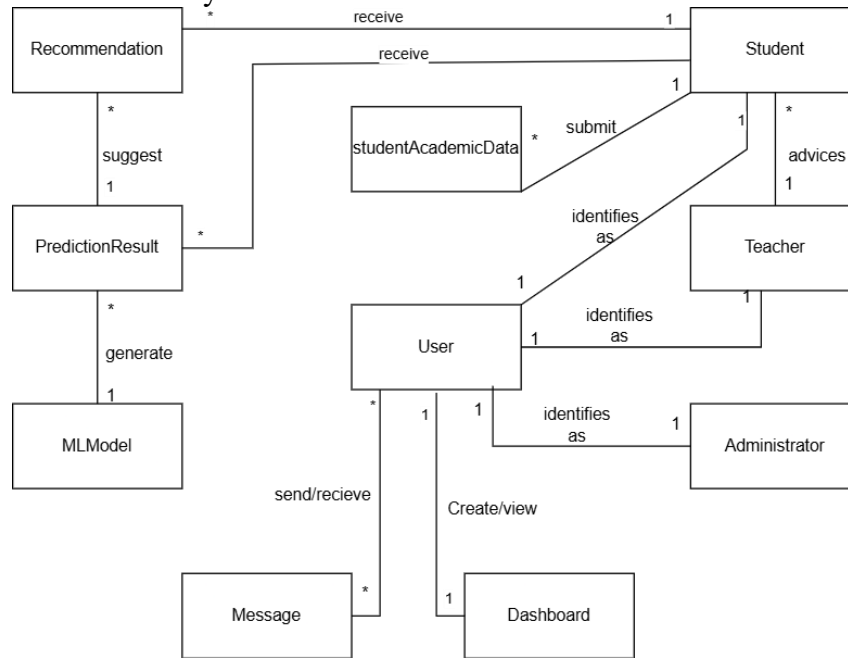 y
* receive 1
Recommendation
Student
receive
* 1 1 *
studentAcademicData
* submit
suggest
advices
1 1
identifies
as
PredictionResult
*
Teacher
* 1 1
identifies
as
User
1
generate
1 * 1 1
identifies
as
1
MLModel
Administrator
send/recieve
Create/view
* 1
Message
Dashboard